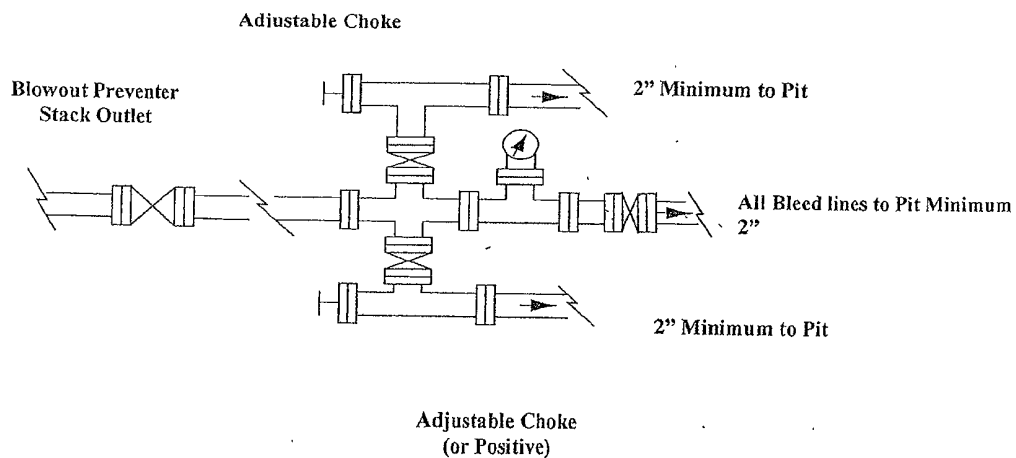 Adjustable Choke
Blowout Preventer
Stack Outlet
2” Minimum to Pit
All Bleed lines to Pit Minimum
2”
2” Minimum to Pit
Adjustable Choke
(or Positive)